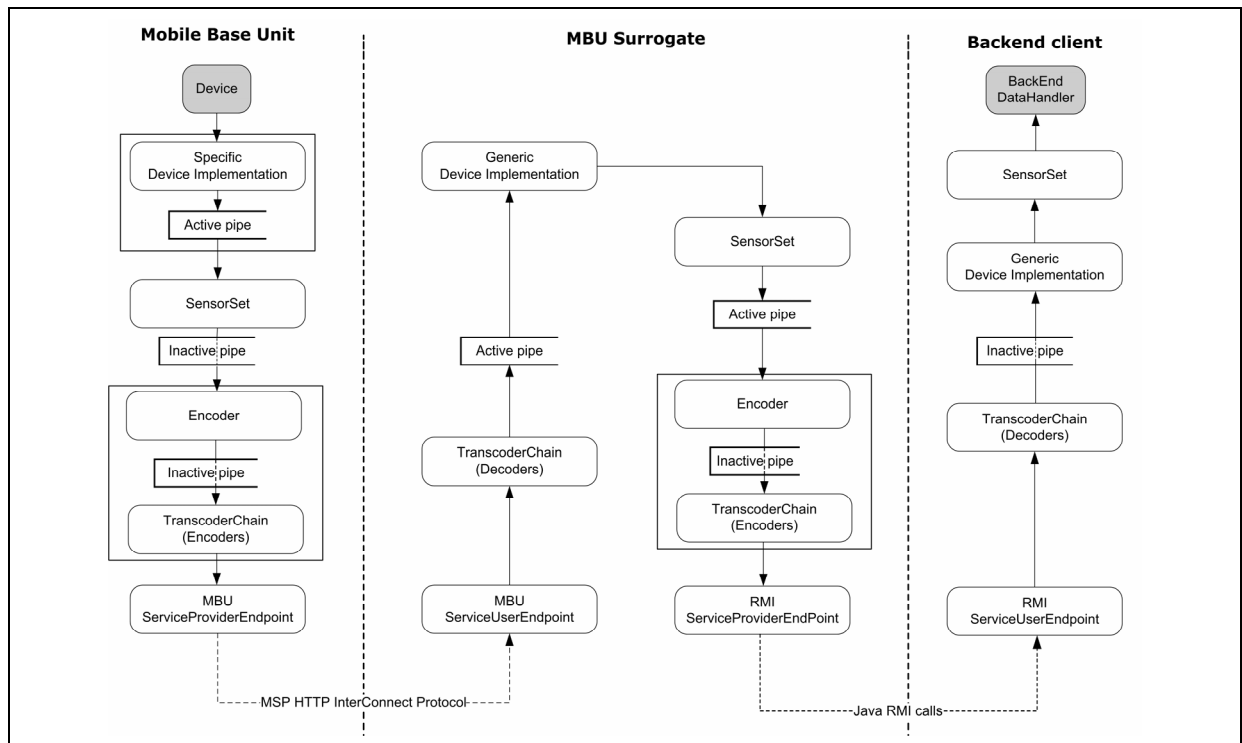 Mobile Base Unit
MBU Surrogate
Backend client
Device
Specific
Device Implementation
Active pipe
SensorSet
Inactive pipe
Encoder
Inactive pipe
TranscoderChain
(Encoders)
MBU
ServiceProviderEndpoint
MSP HTTP InterConnect Protocol
Generic
Device Implementation
Active pipe
TranscoderChain
(Decoders)
MBU
ServiceUserEndpoint
SensorSet
Active pipe
Encoder
Inactive pipe
TranscoderChain
(Encoders)
RMI
ServiceProviderEndPoint
Java RMI calls
BackEnd
DataHandler
SensorSet
Generic
Device Implementation
Inactive pipe
TranscoderChain
(Decoders)
RMI
ServiceUserEndpoint